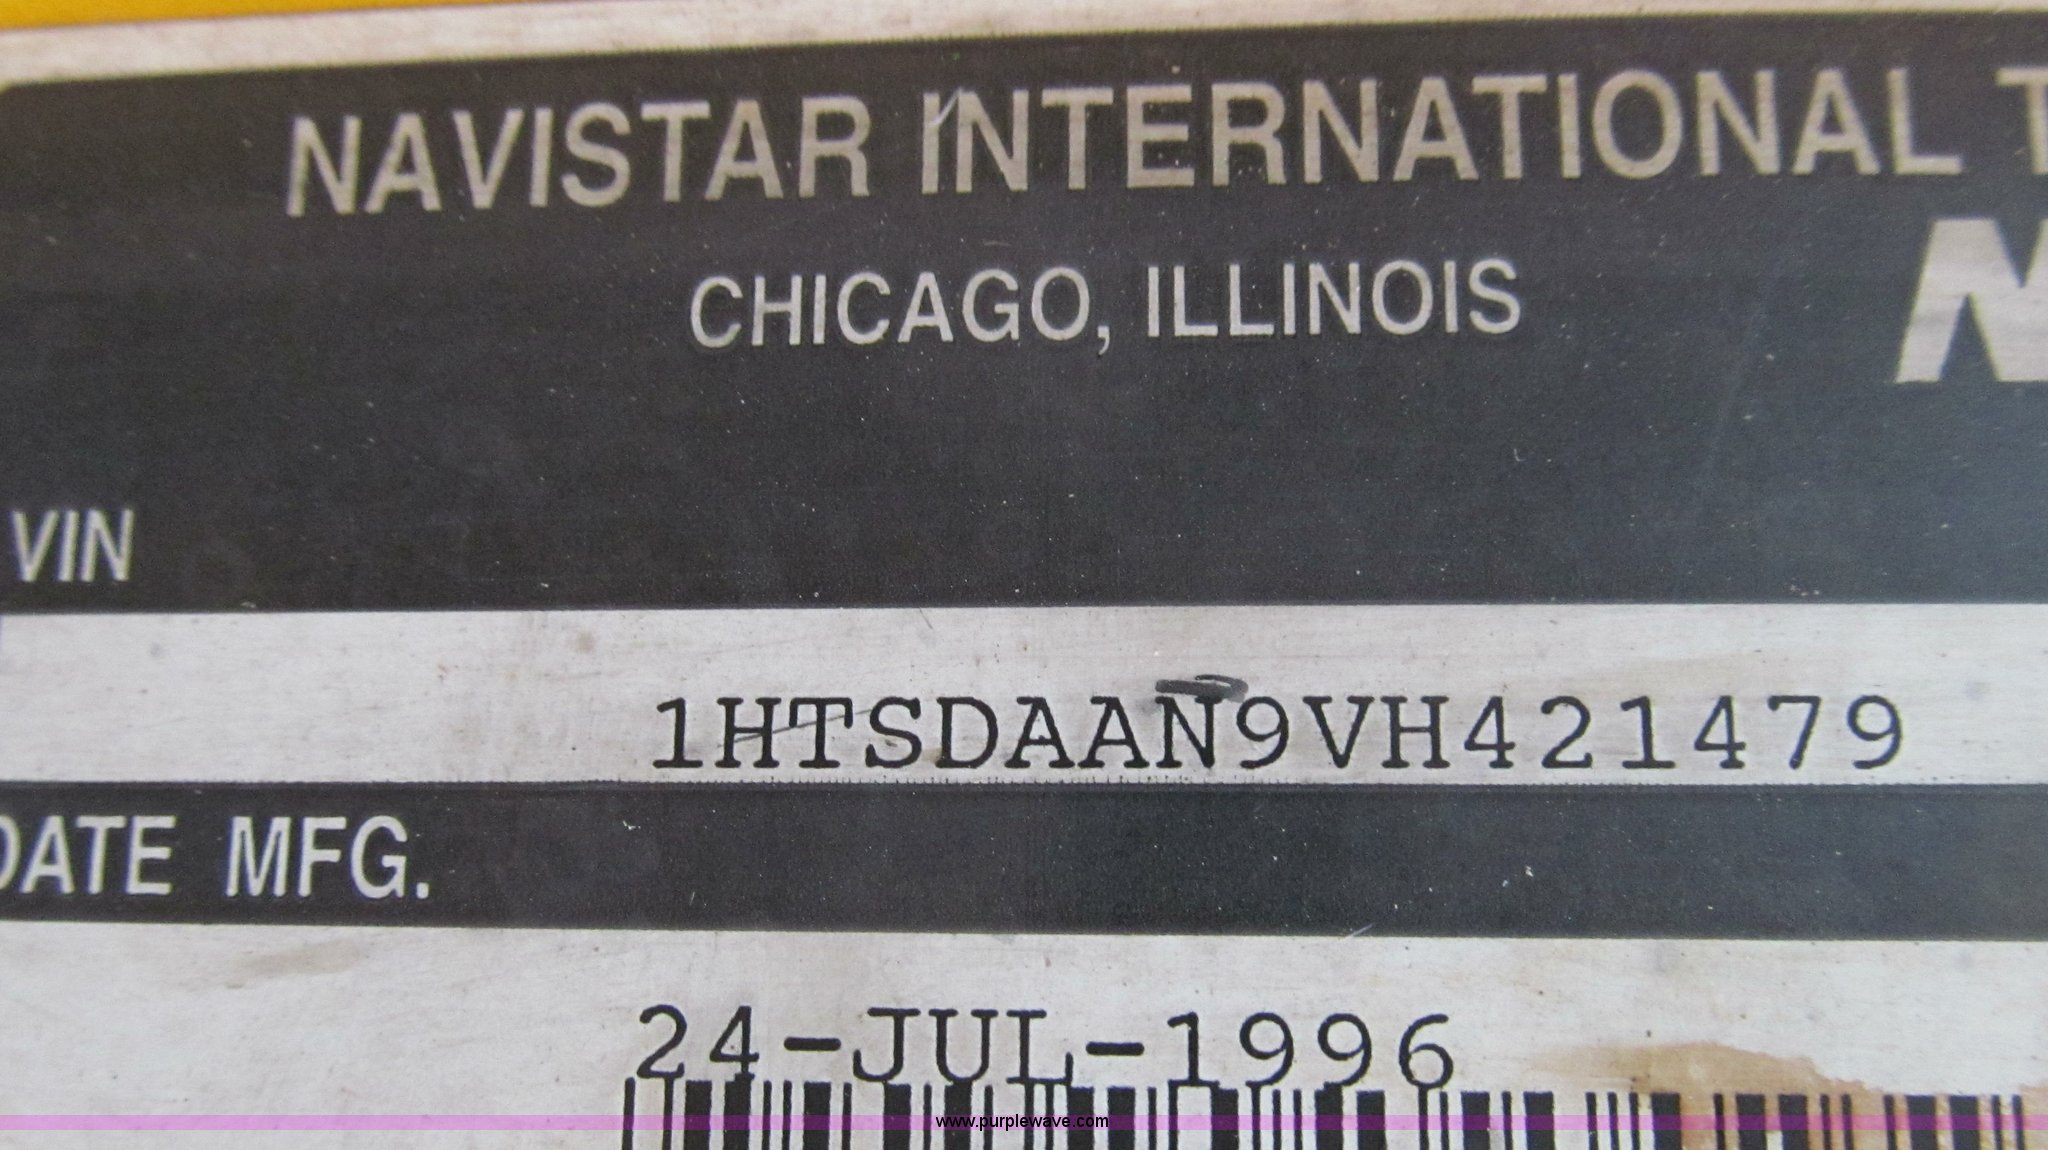 NAVISTAR INTERNATIONAL T
CHICAGO, ILLINOIS
N
VIN
1HTSDAAN9VH421479
DATE MFG.
24-JUL-1996
www.purplewave.com